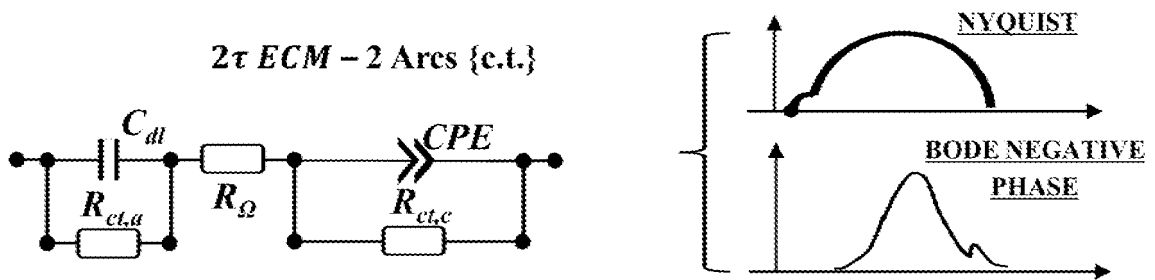 2τ ECM – 2 Arcs {c.t.}
C_dl
R_ct,a
R_Ω
CPE
R_ct,c
NYQUIST
BODE NEGATIVE
PHASE